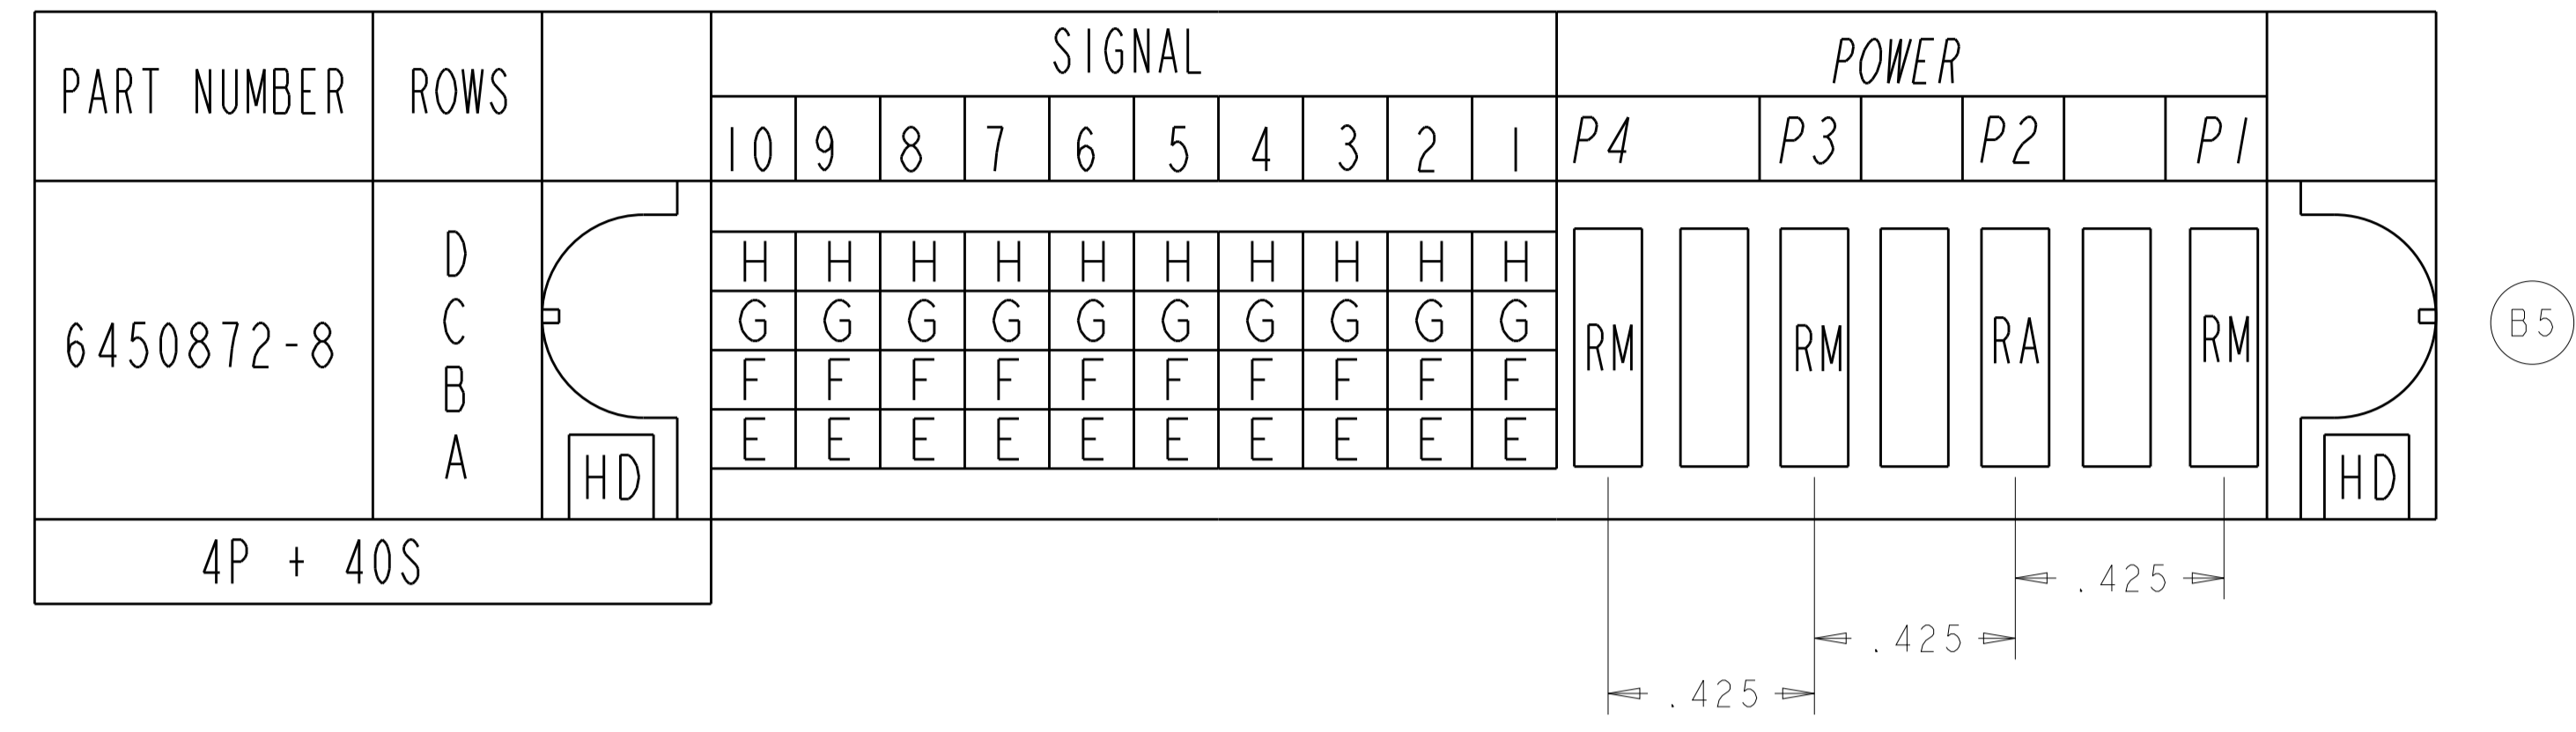 SIGNAL POWER
PART NUMBER ROWS
10 9 8 7 6 5 4 3 2 1 P4 P3 P2 P1
D H H H H H H H H H H
C G G G G G G G G G G
6450872-8 RM RM RA RM B5
B F F F F F F F F F F
A E E E E E E E E E E
HD HD
4P + 40S
.425
.425
.425